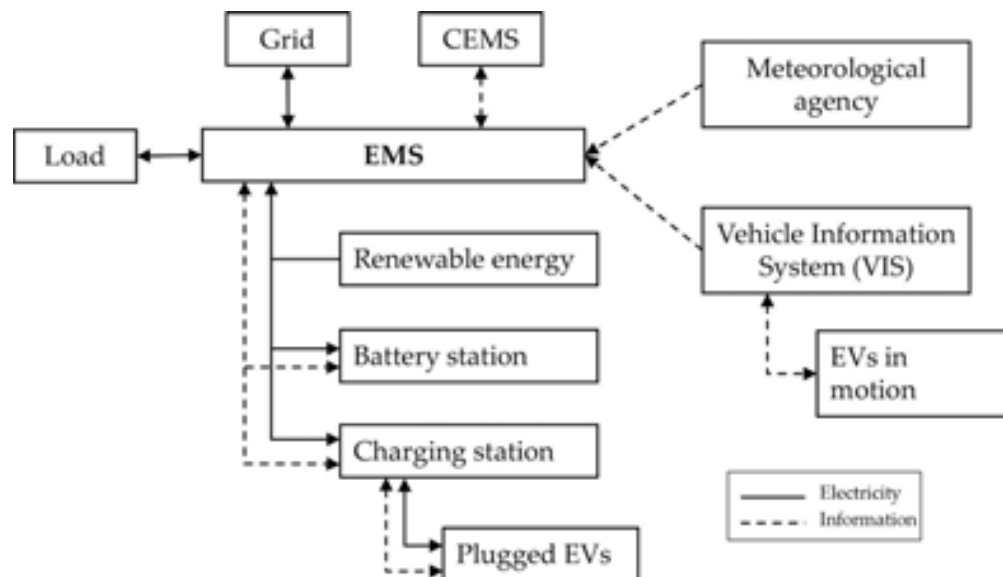 Grid
CEMS
Meteorological
agency
Load
EMS
Vehicle Information
System (VIS)
Renewable energy
Battery station
EVs in
motion
Charging station
Electricity
Information
Plugged EVs